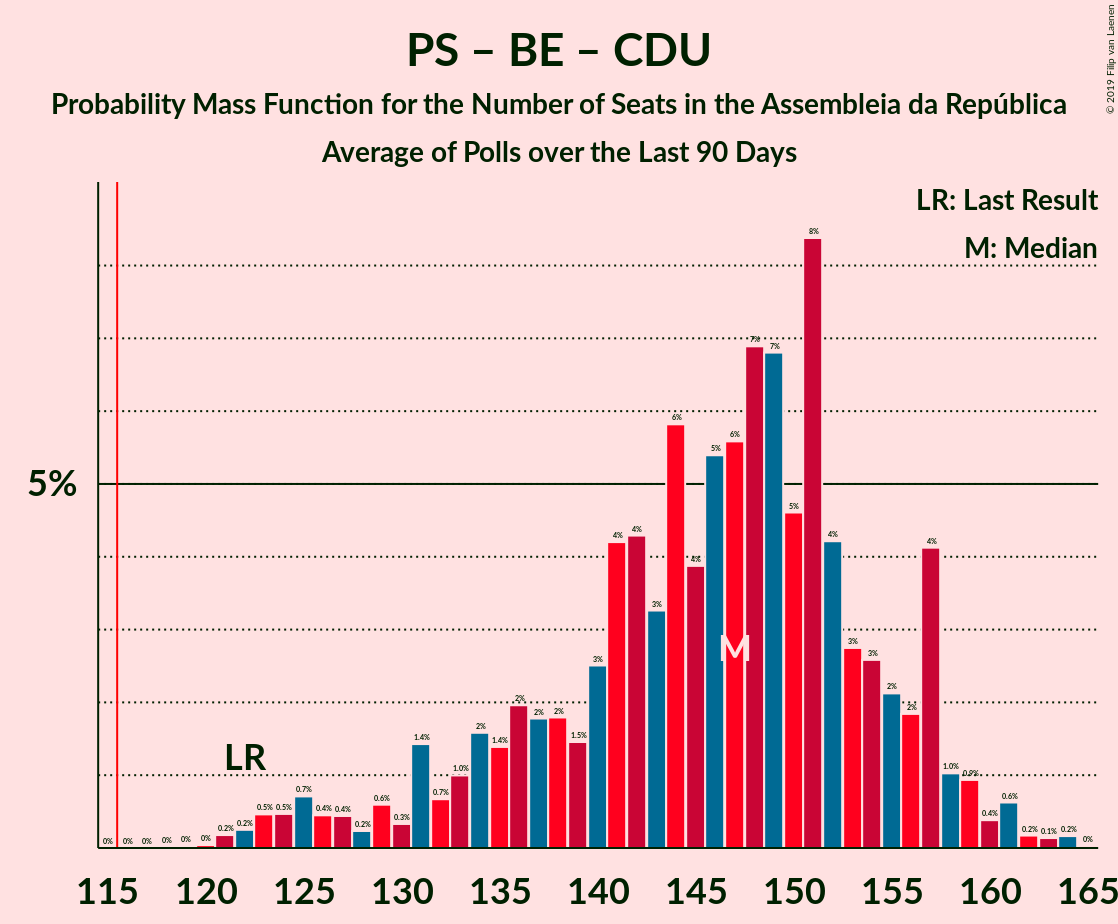 PS – BE – CDU
Probability Mass Function for the Number of Seats in the Assembleia da República
Average of Polls over the Last 90 Days
© 2019 Filip van Laenen
LR: Last Result
M: Median
5%
LR
M
0% 0% 0% 0% 0% 0% 0.2% 0.2% 0.5% 0.5% 0.7% 0.4% 0.4% 0.2% 0.6% 0.3% 1.4% 0.7% 1.0% 2% 1.4% 2% 2% 2% 1.5% 3% 4% 4% 3% 6% 4% 5% 6% 7% 7% 5% 8% 4% 3% 3% 2% 2% 4% 1.0% 0.9% 0.4% 0.6% 0.2% 0.1% 0.2% 0%
115 120 125 130 135 140 145 150 155 160 165